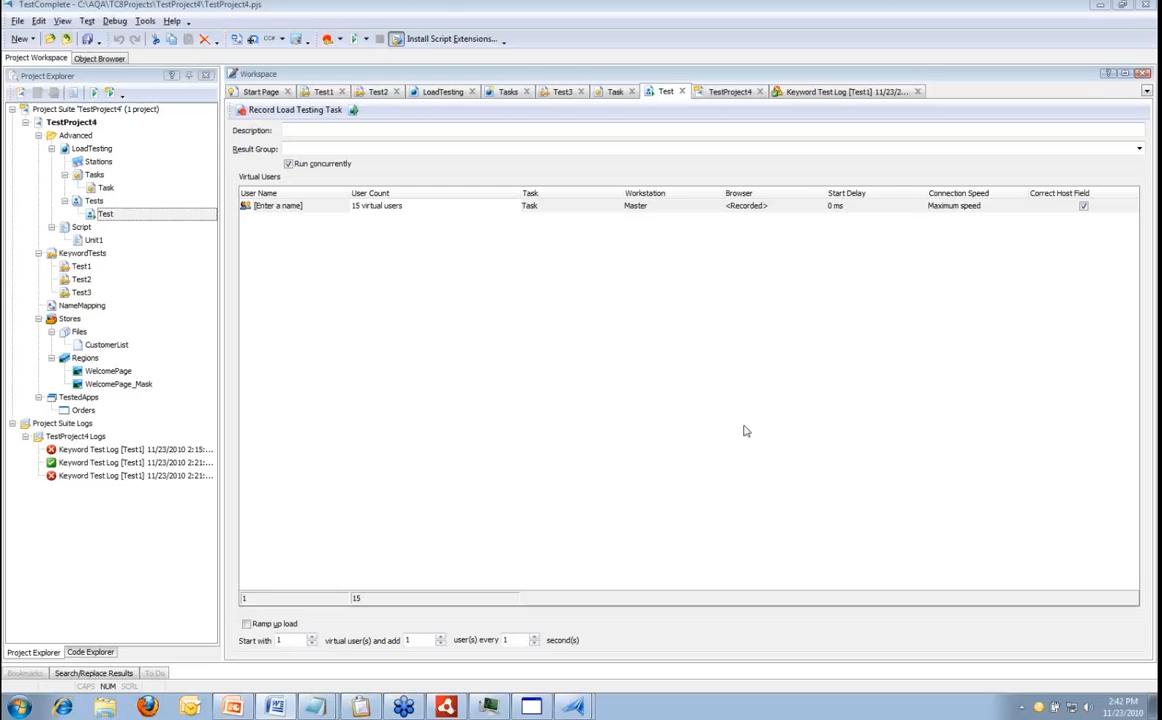 TestComplete - C:\AQA\TC8Projects\TestProject4\TestProject4.pjs
File Edit View Test Debug Tools Help
New Install Script Extensions...
Project Workspace Object Browser
Project Explorer
Workspace
Start Page Test1 Test2 LoadTesting Tasks Test3 Task Test TestProject4 Keyword Test Log [Test1] 11/23/2...
Project Suite 'TestProject4' (1 project)
TestProject4
Advanced
LoadTesting
Stations
Tasks
Task
Tests
Test
Script
Unit1
KeywordTests
Test1
Test2
Test3
NameMapping
Stores
Files
CustomerList
Regions
WelcomePage
WelcomePage_Mask
TestedApps
Orders
Project Suite Logs
TestProject4 Logs
Keyword Test Log [Test1] 11/23/2010 2:15:...
Keyword Test Log [Test1] 11/23/2010 2:21:...
Keyword Test Log [Test1] 11/23/2010 2:21:...
Record Load Testing Task
Description:
Result Group:
Run concurrently
Virtual Users
User Name User Count Task Workstation Browser Start Delay Connection Speed Correct Host Field
[Enter a name] 15 virtual users Task Master <Recorded> 0 ms Maximum speed
1 15
Ramp up load
Start with 1 virtual user(s) and add 1 user(s) every 1 second(s)
Project Explorer Code Explorer
Bookmarks Search/Replace Results To Do
CAPS NUM SCRL
2:42 PM
11/23/2010